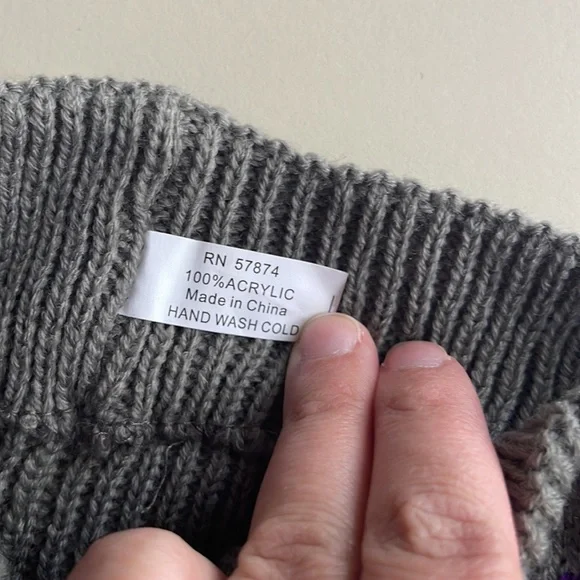 RN 57874
100%ACRYLIC
Made in China
HAND WASH COLD